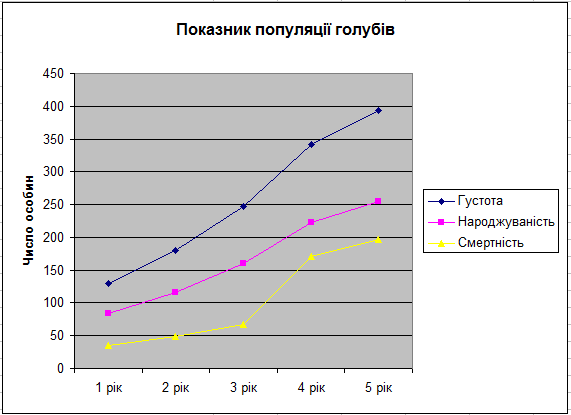 Показник популяції голубів
450
400
350
300
250
200
150
100
50
0
Число особин
1 рік
2 рік
3 рік
4 рік
5 рік
Густота
Народжуваність
Смертність